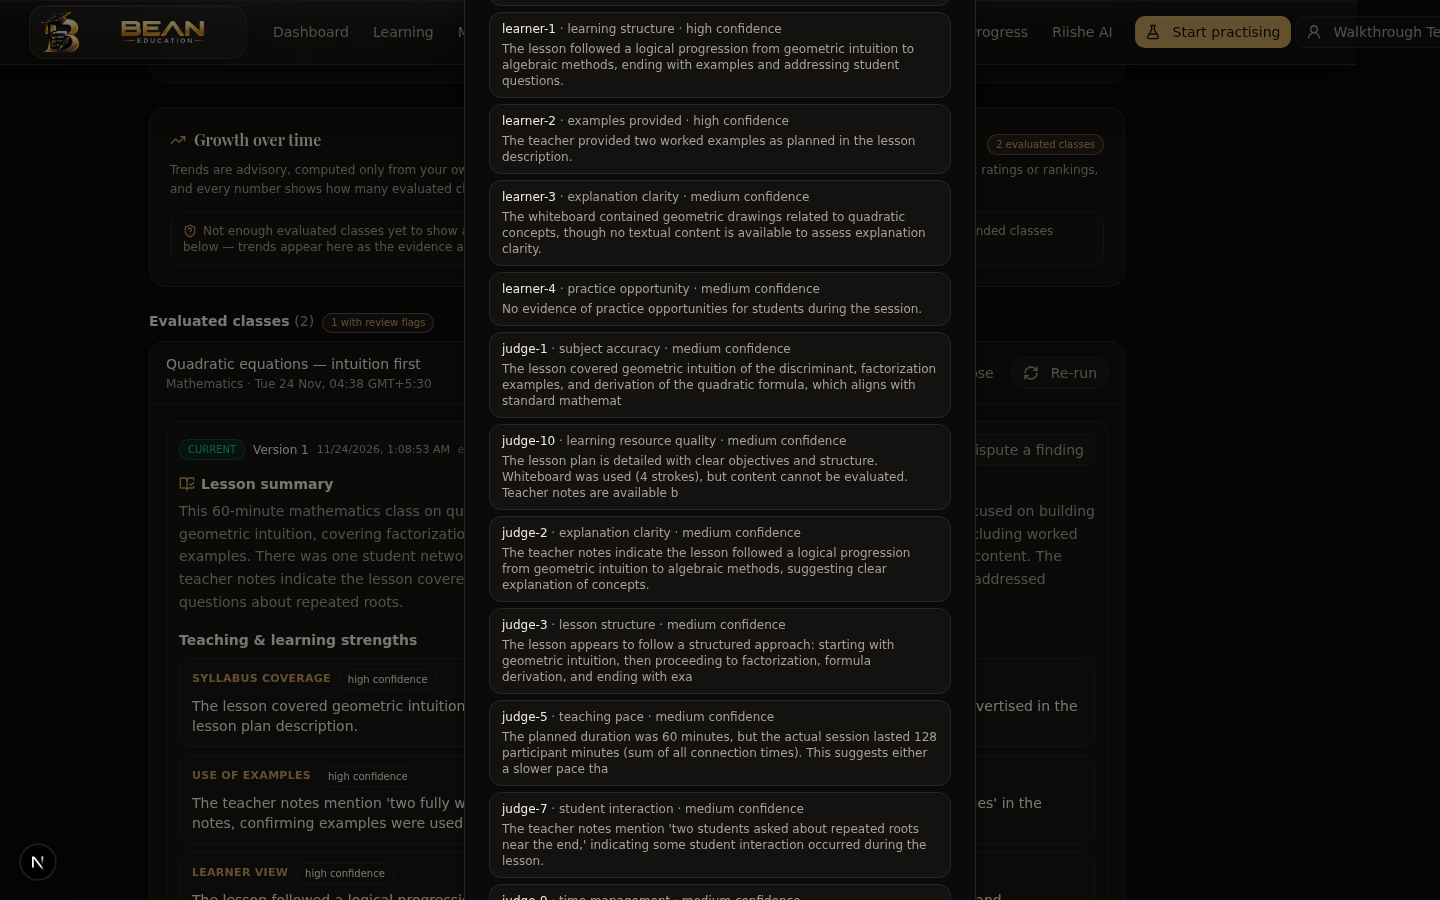 BEAN
EDUCATION
Dashboard
Learning
M
rogress
Riishe AI
Start practising
Walkthrough Te
Growth over time
2 evaluated classes
Trends are advisory, computed only from your ow
ratings or rankings,
and every number shows how many evaluated cl
Not enough evaluated classes yet to show a
nded classes
below — trends appear here as the evidence a
Evaluated classes (2)
1 with review flags
Quadratic equations — intuition first
Mathematics · Tue 24 Nov, 04:38 GMT+5:30
ose
Re-run
CURRENT
Version 1
11/24/2026, 1:08:53 AM
ispute a finding
Lesson summary
This 60-minute mathematics class on qu
cused on building
geometric intuition, covering factorizatio
cluding worked
examples. There was one student netwo
content. The
teacher notes indicate the lesson covere
addressed
questions about repeated roots.
Teaching & learning strengths
SYLLABUS COVERAGE
high confidence
The lesson covered geometric intuition
vertised in the
lesson plan description.
USE OF EXAMPLES
high confidence
The teacher notes mention 'two fully w
es' in the
notes, confirming examples were used
LEARNER VIEW
high confidence
The lesson followed a logical progressi
and
learner-1 · learning structure · high confidence
The lesson followed a logical progression from geometric intuition to
algebraic methods, ending with examples and addressing student
questions.
learner-2 · examples provided · high confidence
The teacher provided two worked examples as planned in the lesson
description.
learner-3 · explanation clarity · medium confidence
The whiteboard contained geometric drawings related to quadratic
concepts, though no textual content is available to assess explanation
clarity.
learner-4 · practice opportunity · medium confidence
No evidence of practice opportunities for students during the session.
judge-1 · subject accuracy · medium confidence
The lesson covered geometric intuition of the discriminant, factorization
examples, and derivation of the quadratic formula, which aligns with
standard mathemat
judge-10 · learning resource quality · medium confidence
The lesson plan is detailed with clear objectives and structure.
Whiteboard was used (4 strokes), but content cannot be evaluated.
Teacher notes are available b
judge-2 · explanation clarity · medium confidence
The teacher notes indicate the lesson followed a logical progression
from geometric intuition to algebraic methods, suggesting clear
explanation of concepts.
judge-3 · lesson structure · medium confidence
The lesson appears to follow a structured approach: starting with
geometric intuition, then proceeding to factorization, formula
derivation, and ending with exa
judge-5 · teaching pace · medium confidence
The planned duration was 60 minutes, but the actual session lasted 128
participant minutes (sum of all connection times). This suggests either
a slower pace tha
judge-7 · student interaction · medium confidence
The teacher notes mention 'two students asked about repeated roots
near the end,' indicating some student interaction occurred during the
lesson.
judge-9 · time management · medium confidence